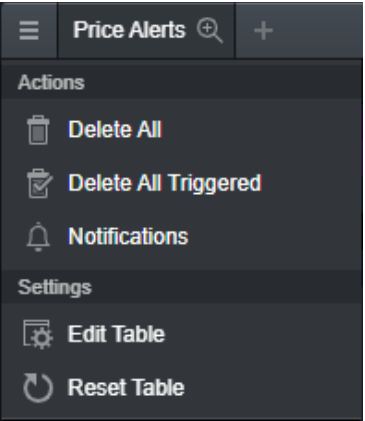 Price Alerts
Actions
Delete All
Delete All Triggered
Notifications
Settings
Edit Table
Reset Table